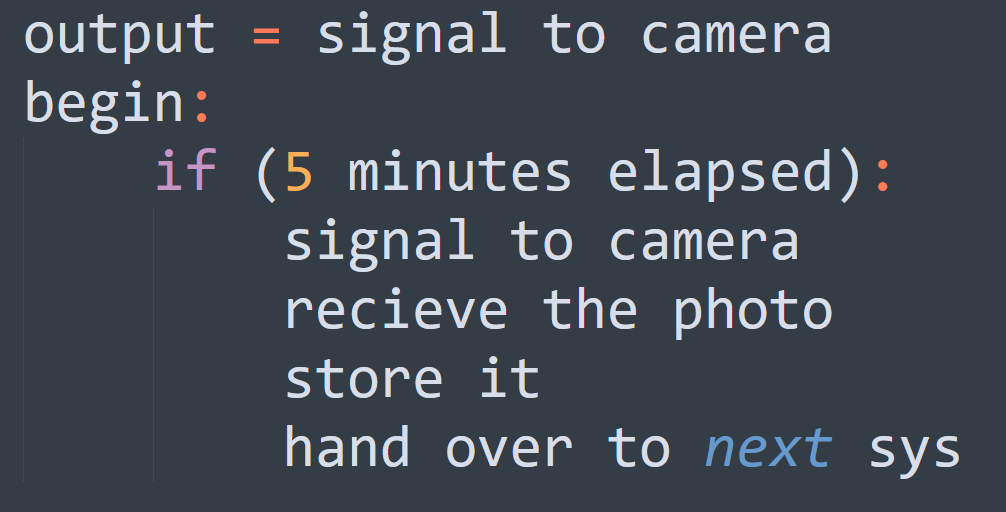 output = signal to camera
begin:
if (5 minutes elapsed):
signal to camera
recieve the photo
store it
hand over to next sys